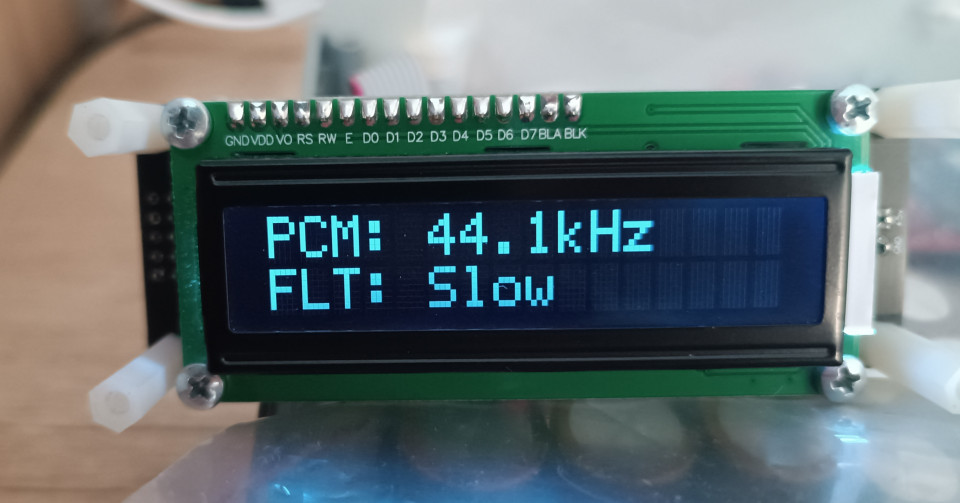 GND VDD VO RS RW E D0 D1 D2 D3 D4 D5 D6 D7 BLA BLK
PCM: 44.1kHz
FLT: Slow